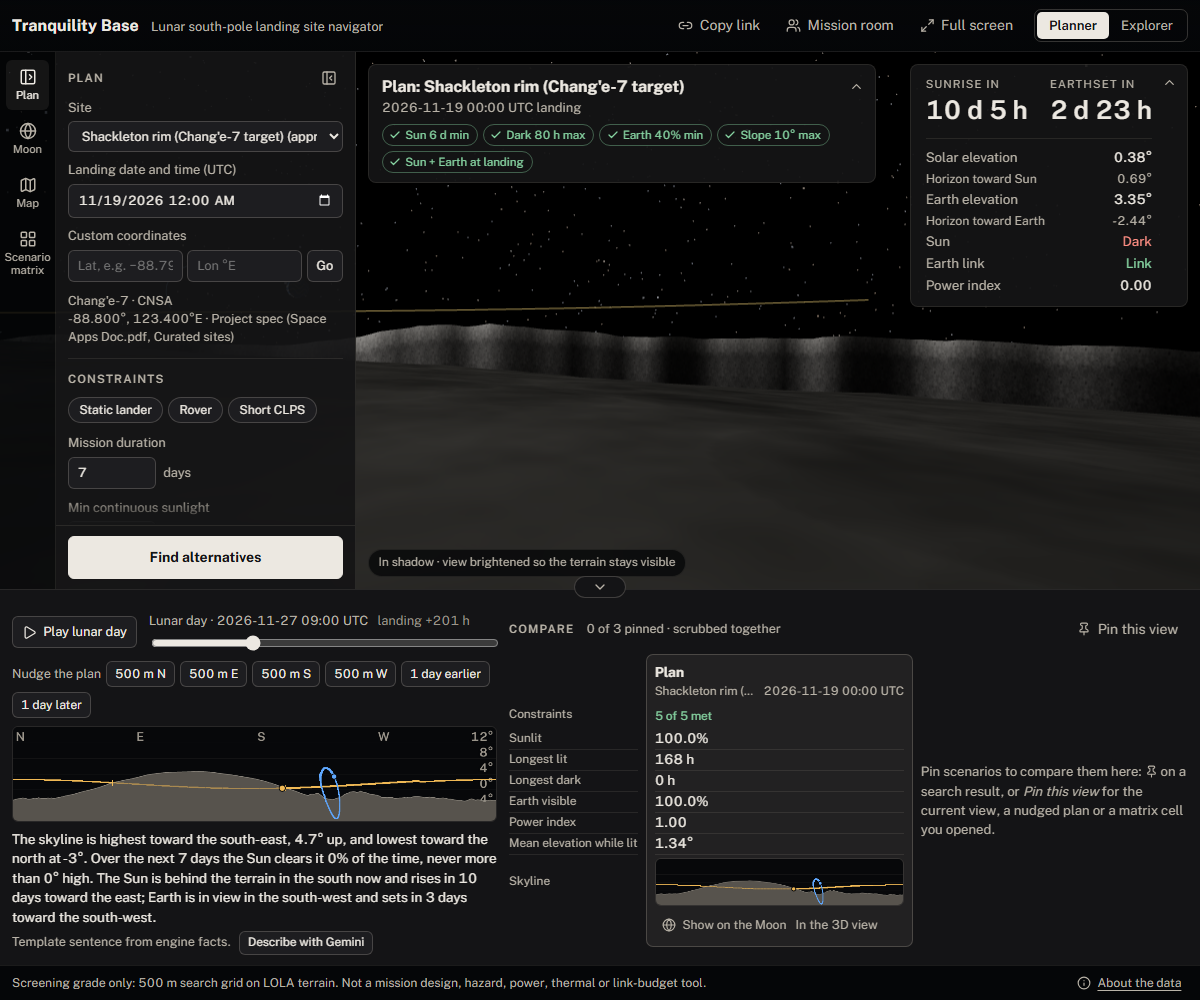 Tranquility Base Lunar south-pole landing site navigator
Copy link Mission room Full screen Planner Explorer
Plan
Moon
Map
Scenario matrix
PLAN
Site
Shackleton rim (Chang'e-7 target) (appr
Landing date and time (UTC)
11/19/2026 12:00 AM
Custom coordinates
Lat, e.g. −88.79 Lon °E Go
Chang'e-7 · CNSA
-88.800°, 123.400°E · Project spec (Space
Apps Doc.pdf, Curated sites)
CONSTRAINTS
Static lander Rover Short CLPS
Mission duration
7 days
Min continuous sunlight
Find alternatives
Plan: Shackleton rim (Chang'e-7 target)
2026-11-19 00:00 UTC landing
Sun 6 d min Dark 80 h max Earth 40% min Slope 10° max
Sun + Earth at landing
SUNRISE IN EARTHSET IN
10 d 5 h 2 d 23 h
Solar elevation 0.38°
Horizon toward Sun 0.69°
Earth elevation 3.35°
Horizon toward Earth -2.44°
Sun Dark
Earth link Link
Power index 0.00
In shadow · view brightened so the terrain stays visible
Play lunar day Lunar day · 2026-11-27 09:00 UTC landing +201 h
Nudge the plan 500 m N 500 m E 500 m S 500 m W 1 day earlier
1 day later
N E S W 12°
8°
4°
0°
-4°
The skyline is highest toward the south-east, 4.7° up, and lowest toward the
north at -3°. Over the next 7 days the Sun clears it 0% of the time, never more
than 0° high. The Sun is behind the terrain in the south now and rises in 10
days toward the east; Earth is in view in the south-west and sets in 3 days
toward the south-west.
Template sentence from engine facts. Describe with Gemini
COMPARE 0 of 3 pinned · scrubbed together Pin this view
Plan
Shackleton rim (... 2026-11-19 00:00 UTC
Constraints 5 of 5 met
Sunlit 100.0%
Longest lit 168 h
Longest dark 0 h
Earth visible 100.0%
Power index 1.00
Mean elevation while lit 1.34°
Skyline
Show on the Moon In the 3D view
Pin scenarios to compare them here: on a
search result, or Pin this view for the
current view, a nudged plan or a matrix cell
you opened.
Screening grade only: 500 m search grid on LOLA terrain. Not a mission design, hazard, power, thermal or link-budget tool.
About the data